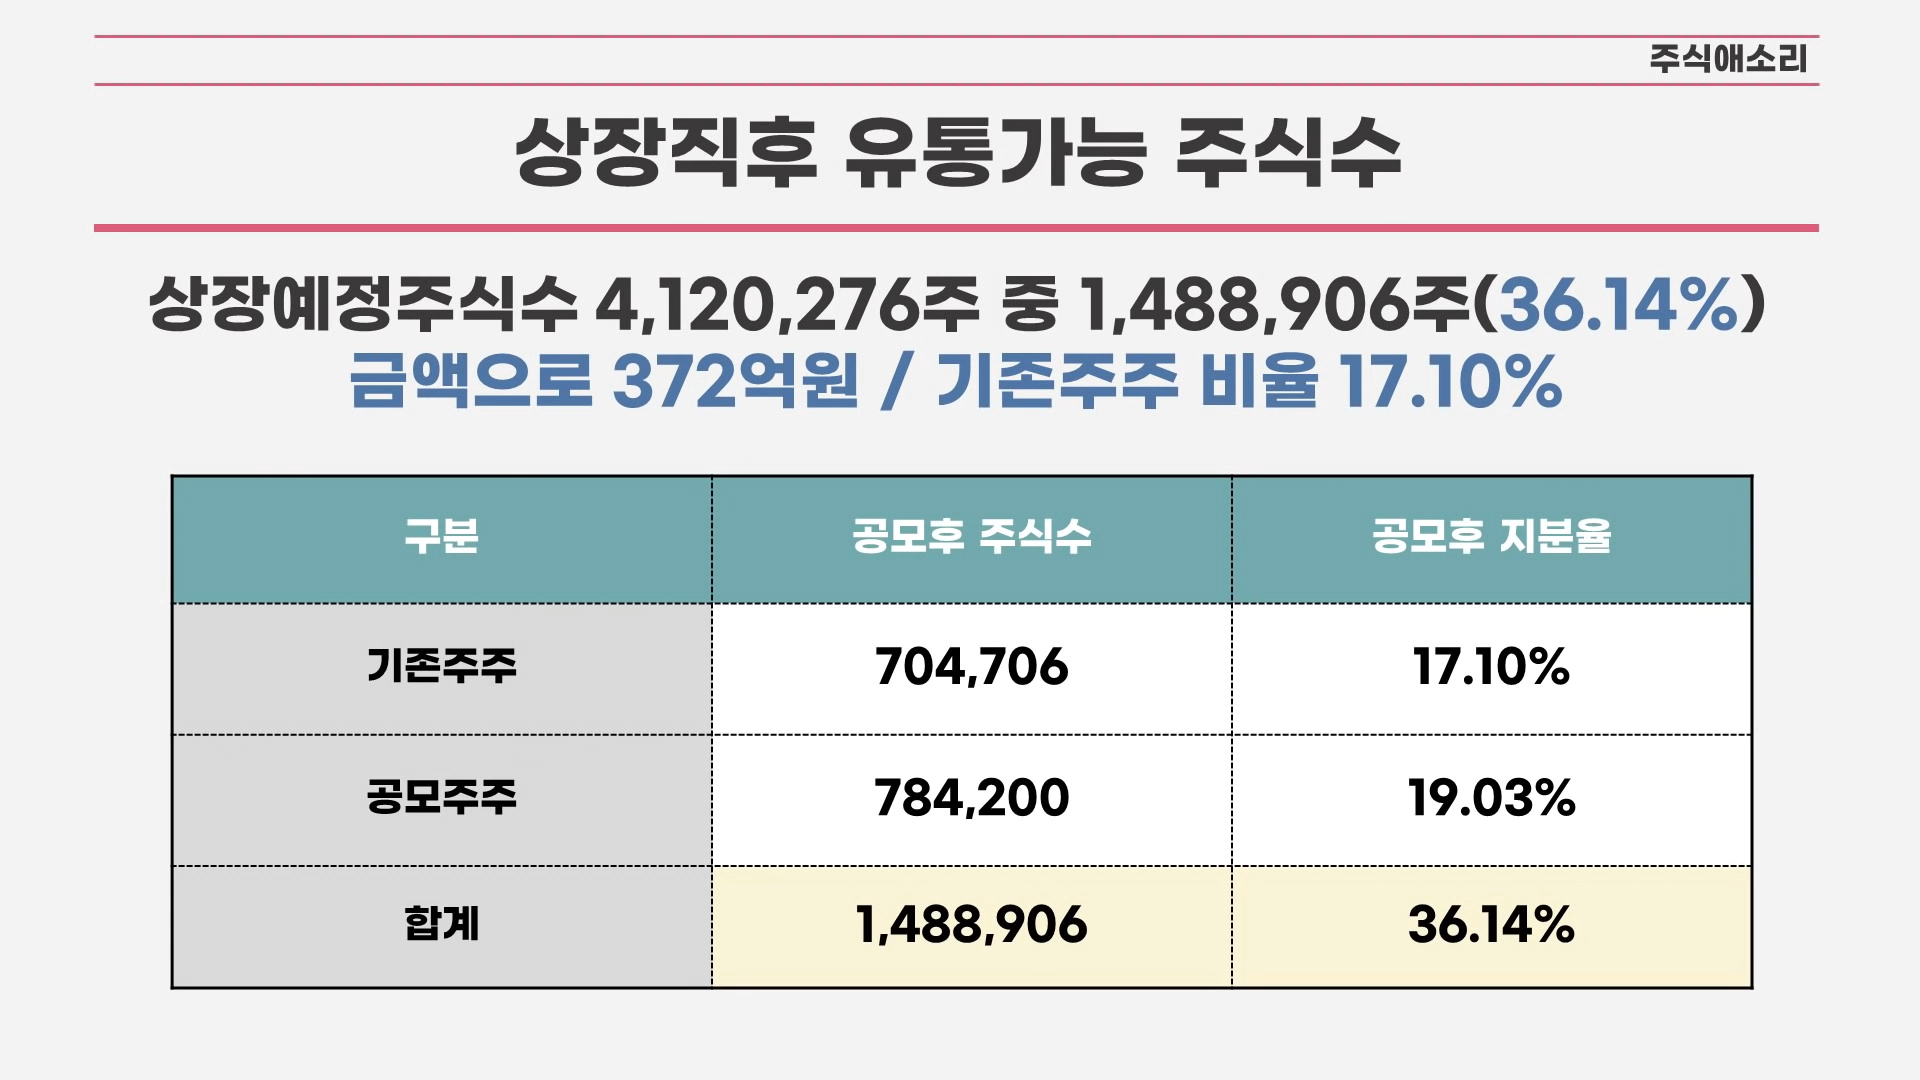 주식애소리
상장직후 유통가능 주식수
상장예정주식수 4,120,276주 중 1,488,906주(36.14%)
금액으로 372억원 / 기존주주 비율 17.10%
구분 공모후 주식수 공모후 지분율
기존주주 704,706 17.10%
공모주주 784,200 19.03%
합계 1,488,906 36.14%